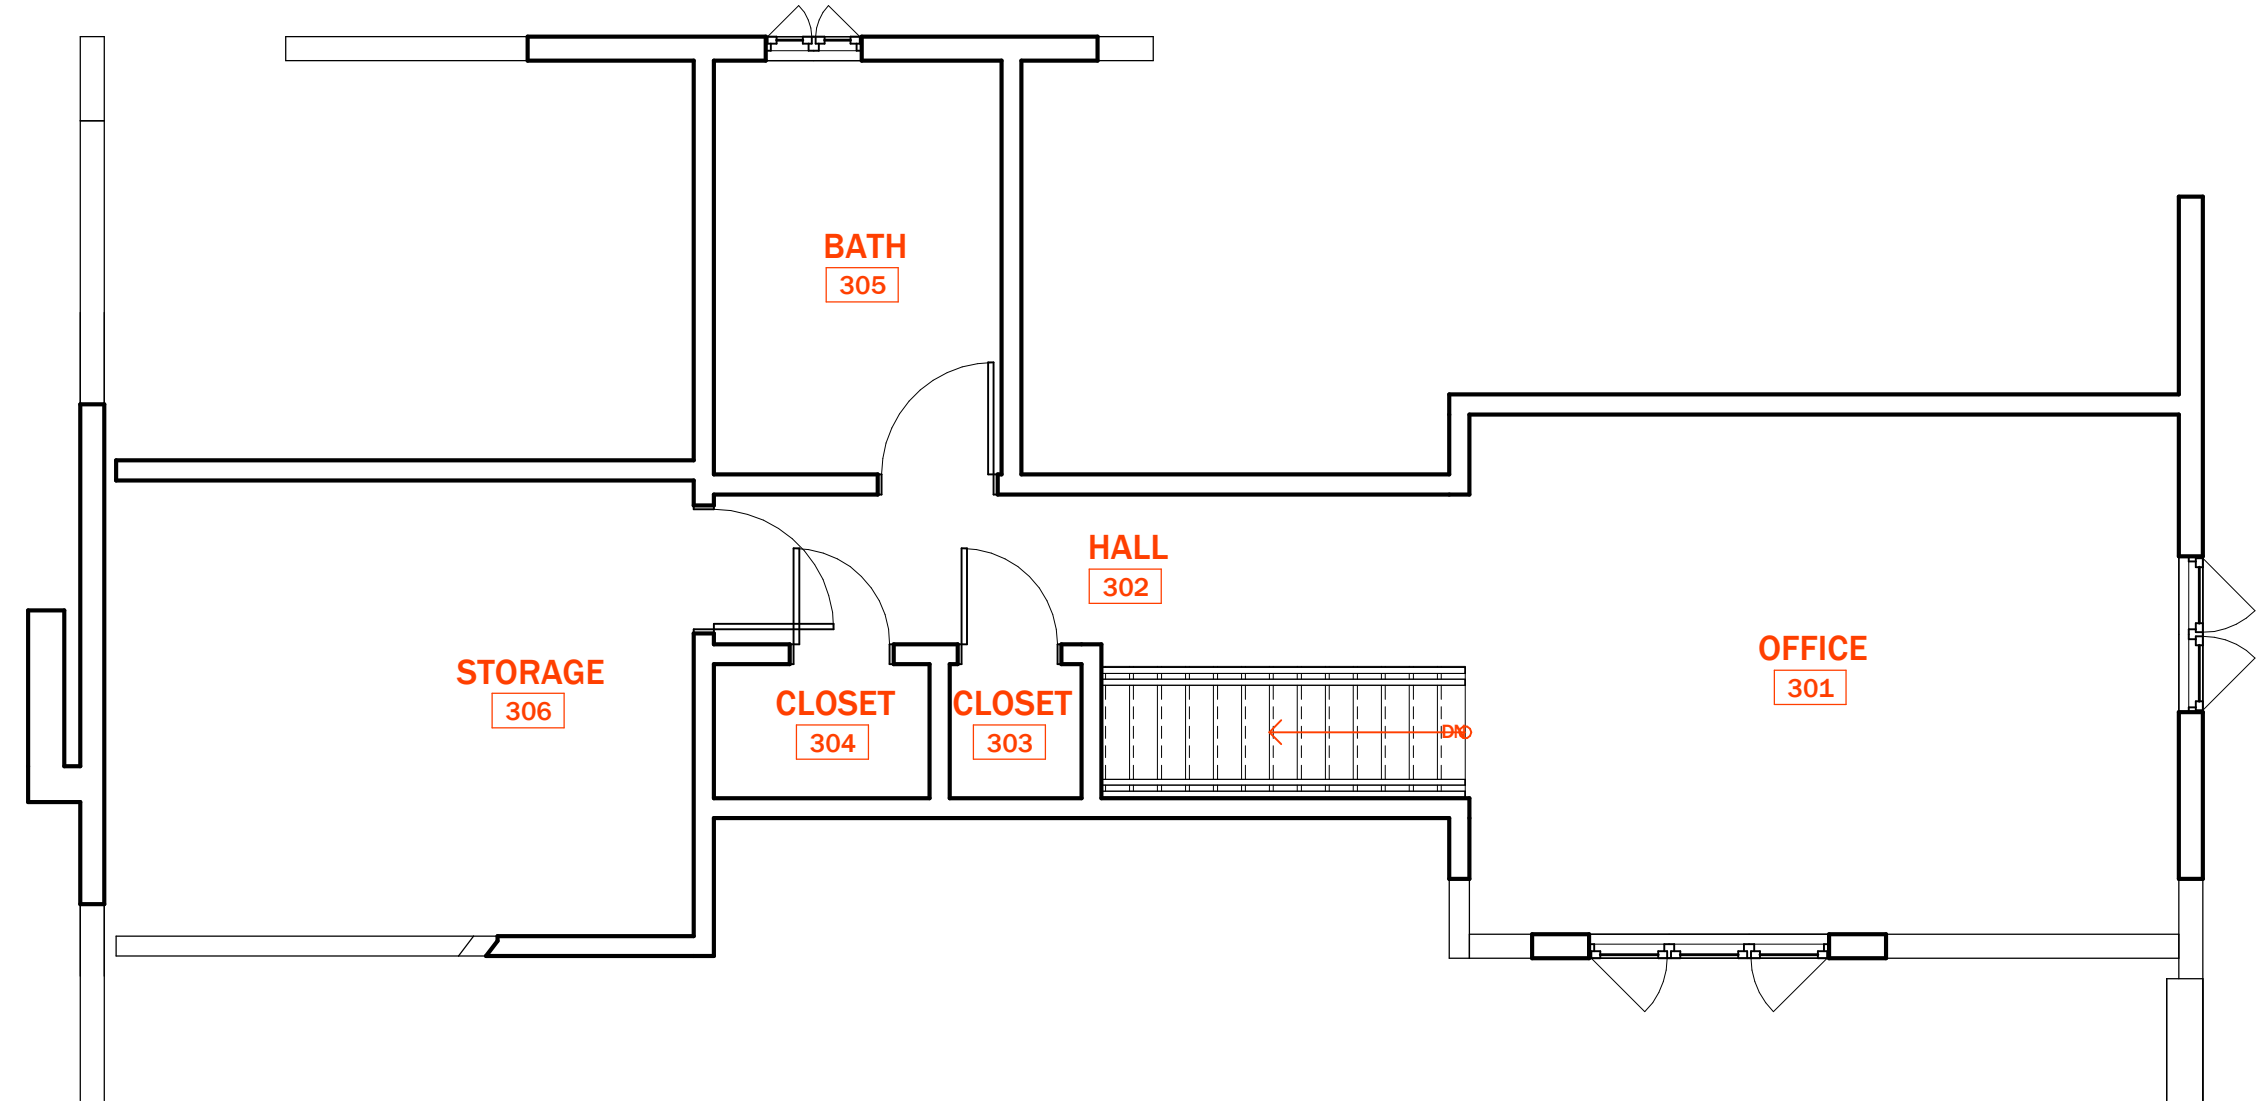 BATH
305
HALL
302
OFFICE
301
STORAGE
306
CLOSET
304
CLOSET
303
DN